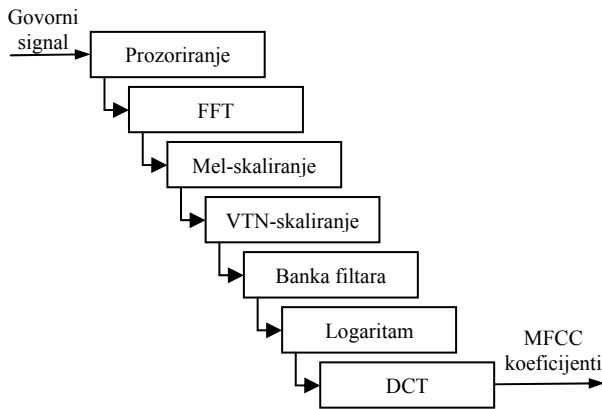 Govorni
signal
Prozoriranje
FFT
Mel-skaliranje
VTN-skaliranje
Banka filtara
Logaritam
MFCC
koeficijenti
DCT